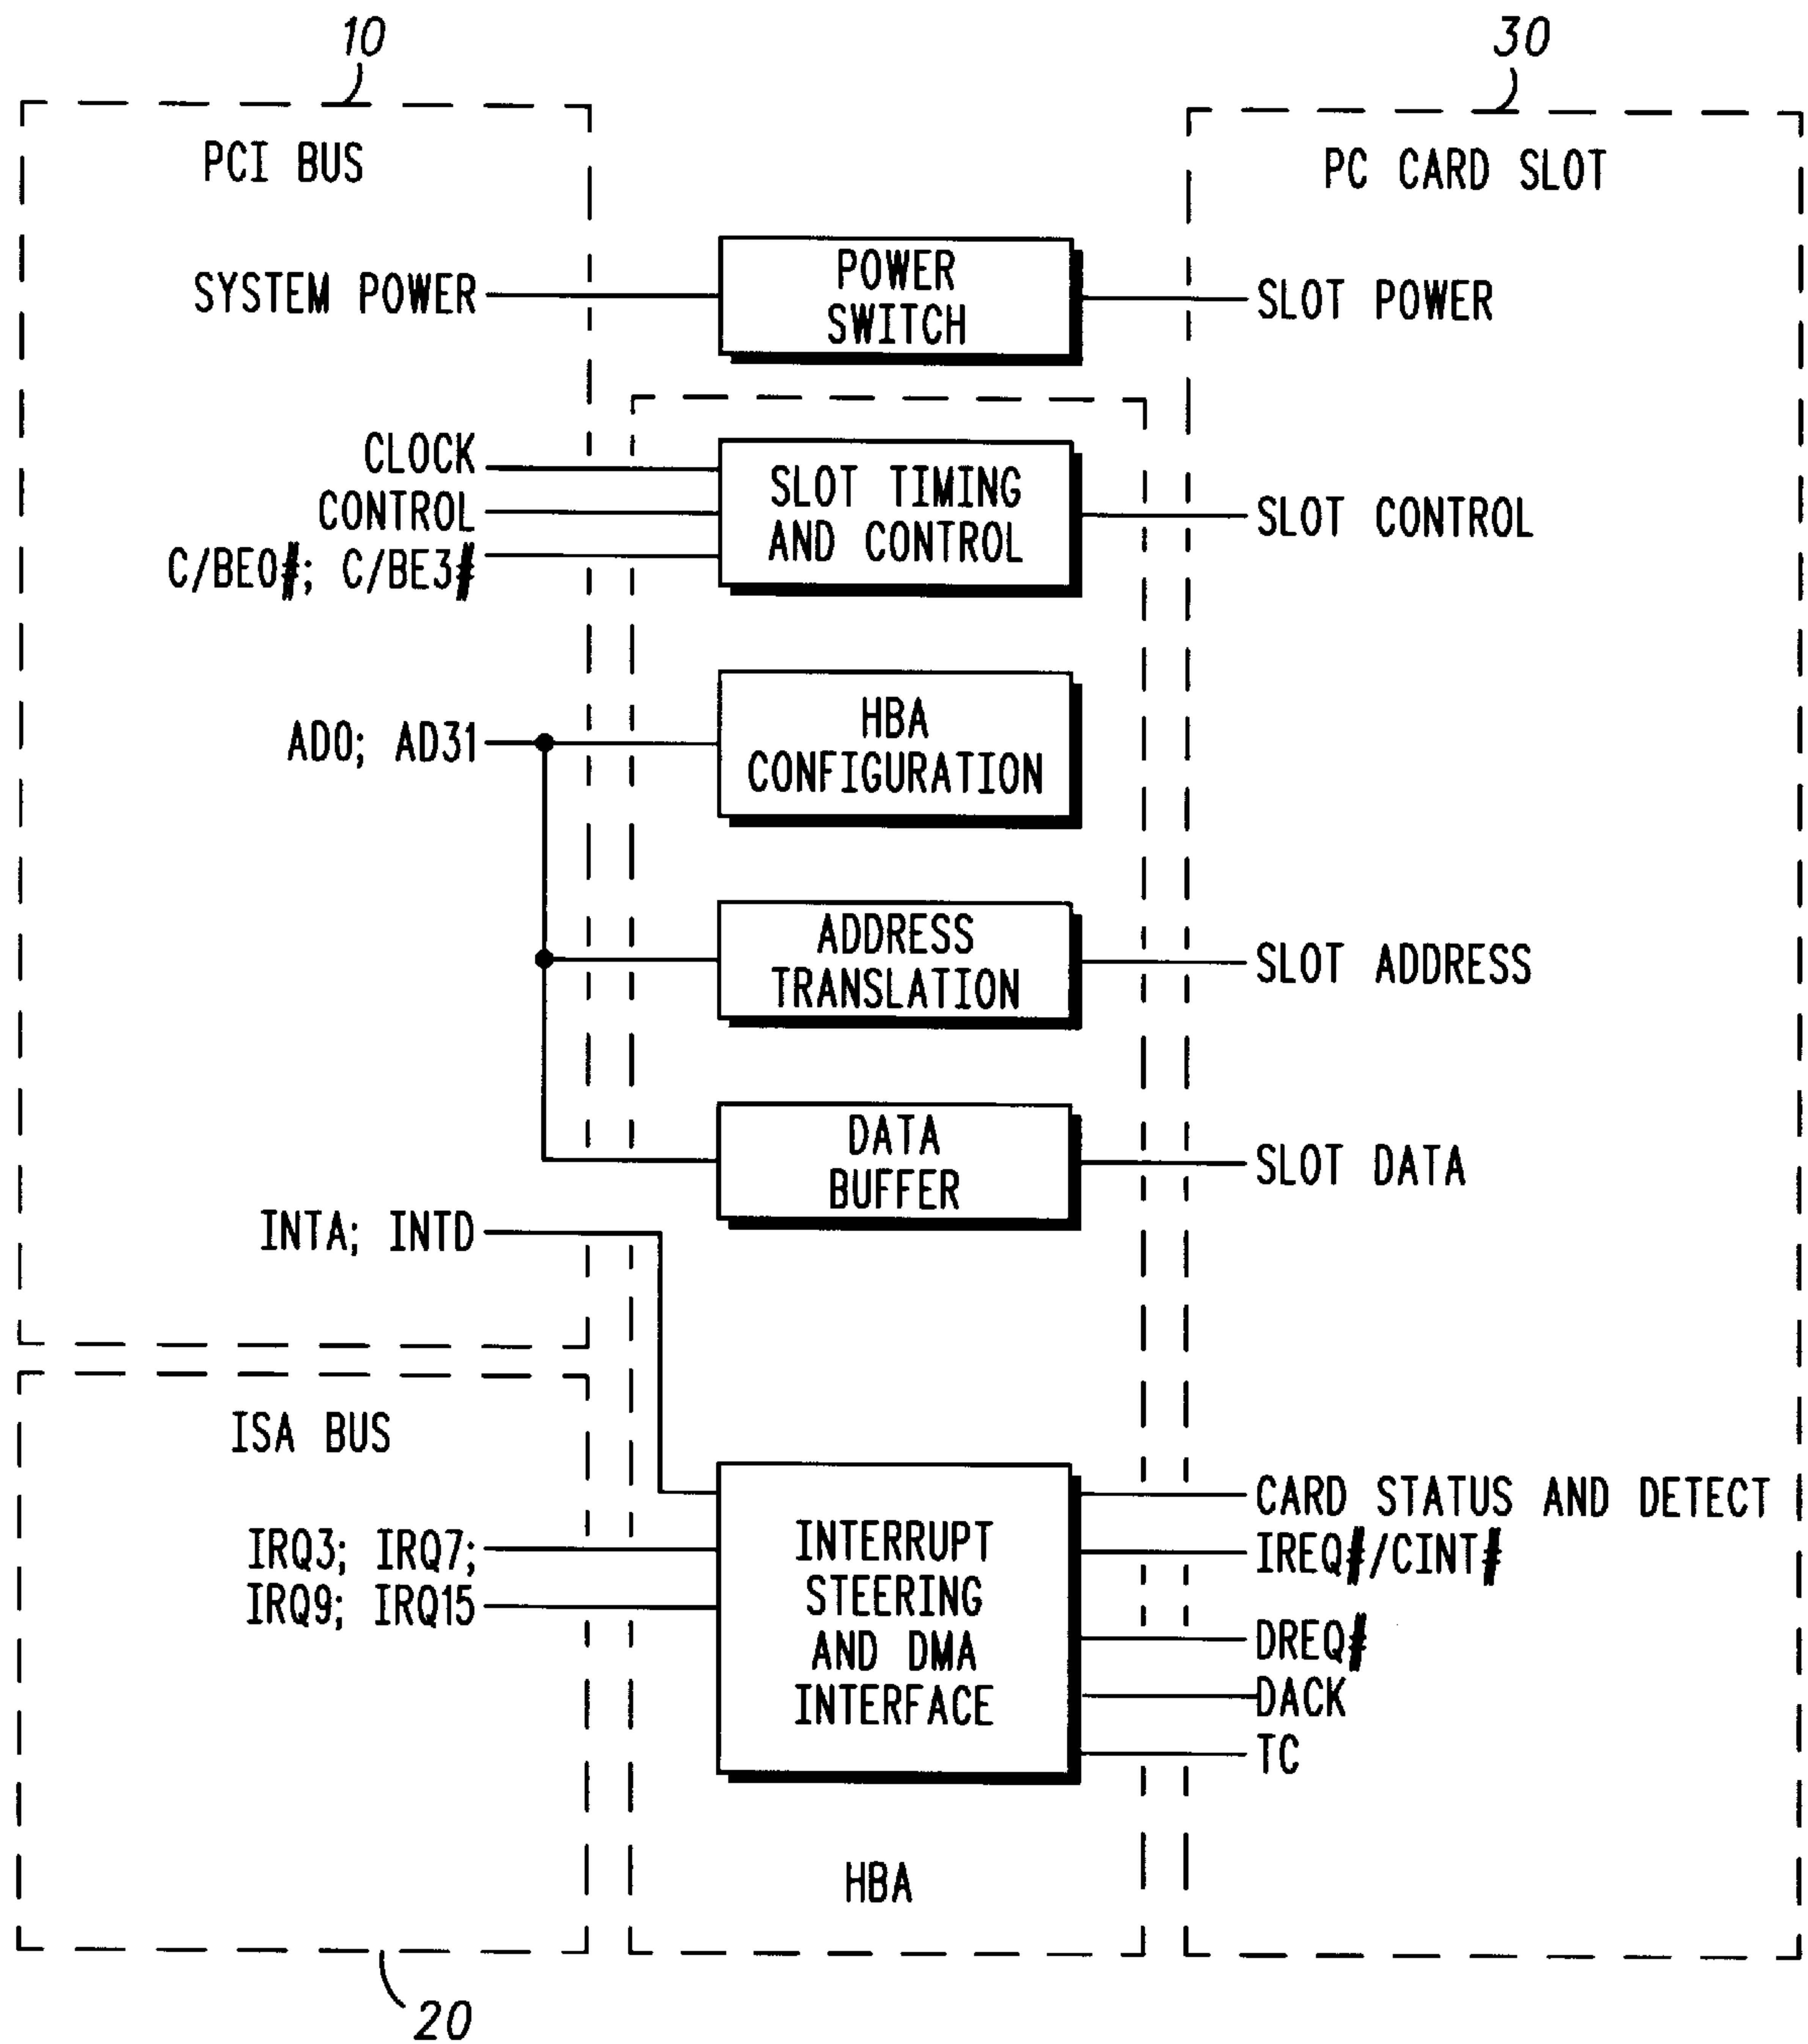 10
30
PCI BUS
PC CARD SLOT
SYSTEM POWER
POWER
SWITCH
SLOT POWER
CLOCK
CONTROL
C/BE0#; C/BE3#
SLOT TIMING
AND CONTROL
SLOT CONTROL
AD0; AD31
HBA
CONFIGURATION
ADDRESS
TRANSLATION
SLOT ADDRESS
DATA
BUFFER
SLOT DATA
INTA; INTD
ISA BUS
IRQ3; IRQ7;
IRQ9; IRQ15
INTERRUPT
STEERING
AND DMA
INTERFACE
CARD STATUS AND DETECT
IREQ#/CINT#
DREQ#
DACK
TC
HBA
20